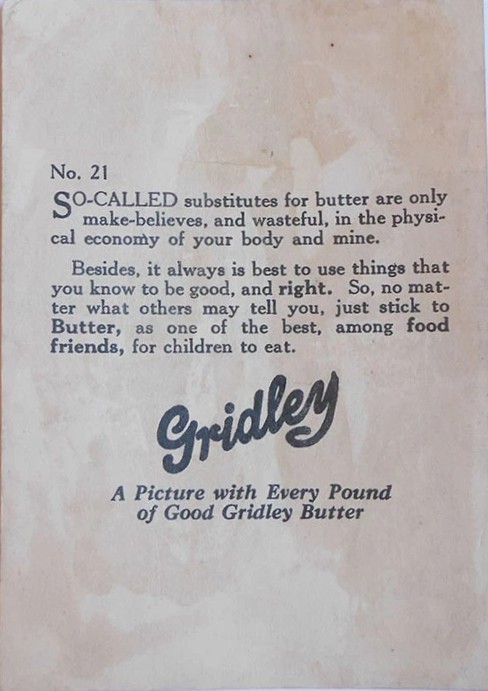 No. 21
SO-CALLED substitutes for butter are only
make-believes, and wasteful, in the physi-
cal economy of your body and mine.
Besides, it always is best to use things that
you know to be good, and right. So, no mat-
ter what others may tell you, just stick to
Butter, as one of the best, among food
friends, for children to eat.
Gridley
A Picture with Every Pound
of Good Gridley Butter